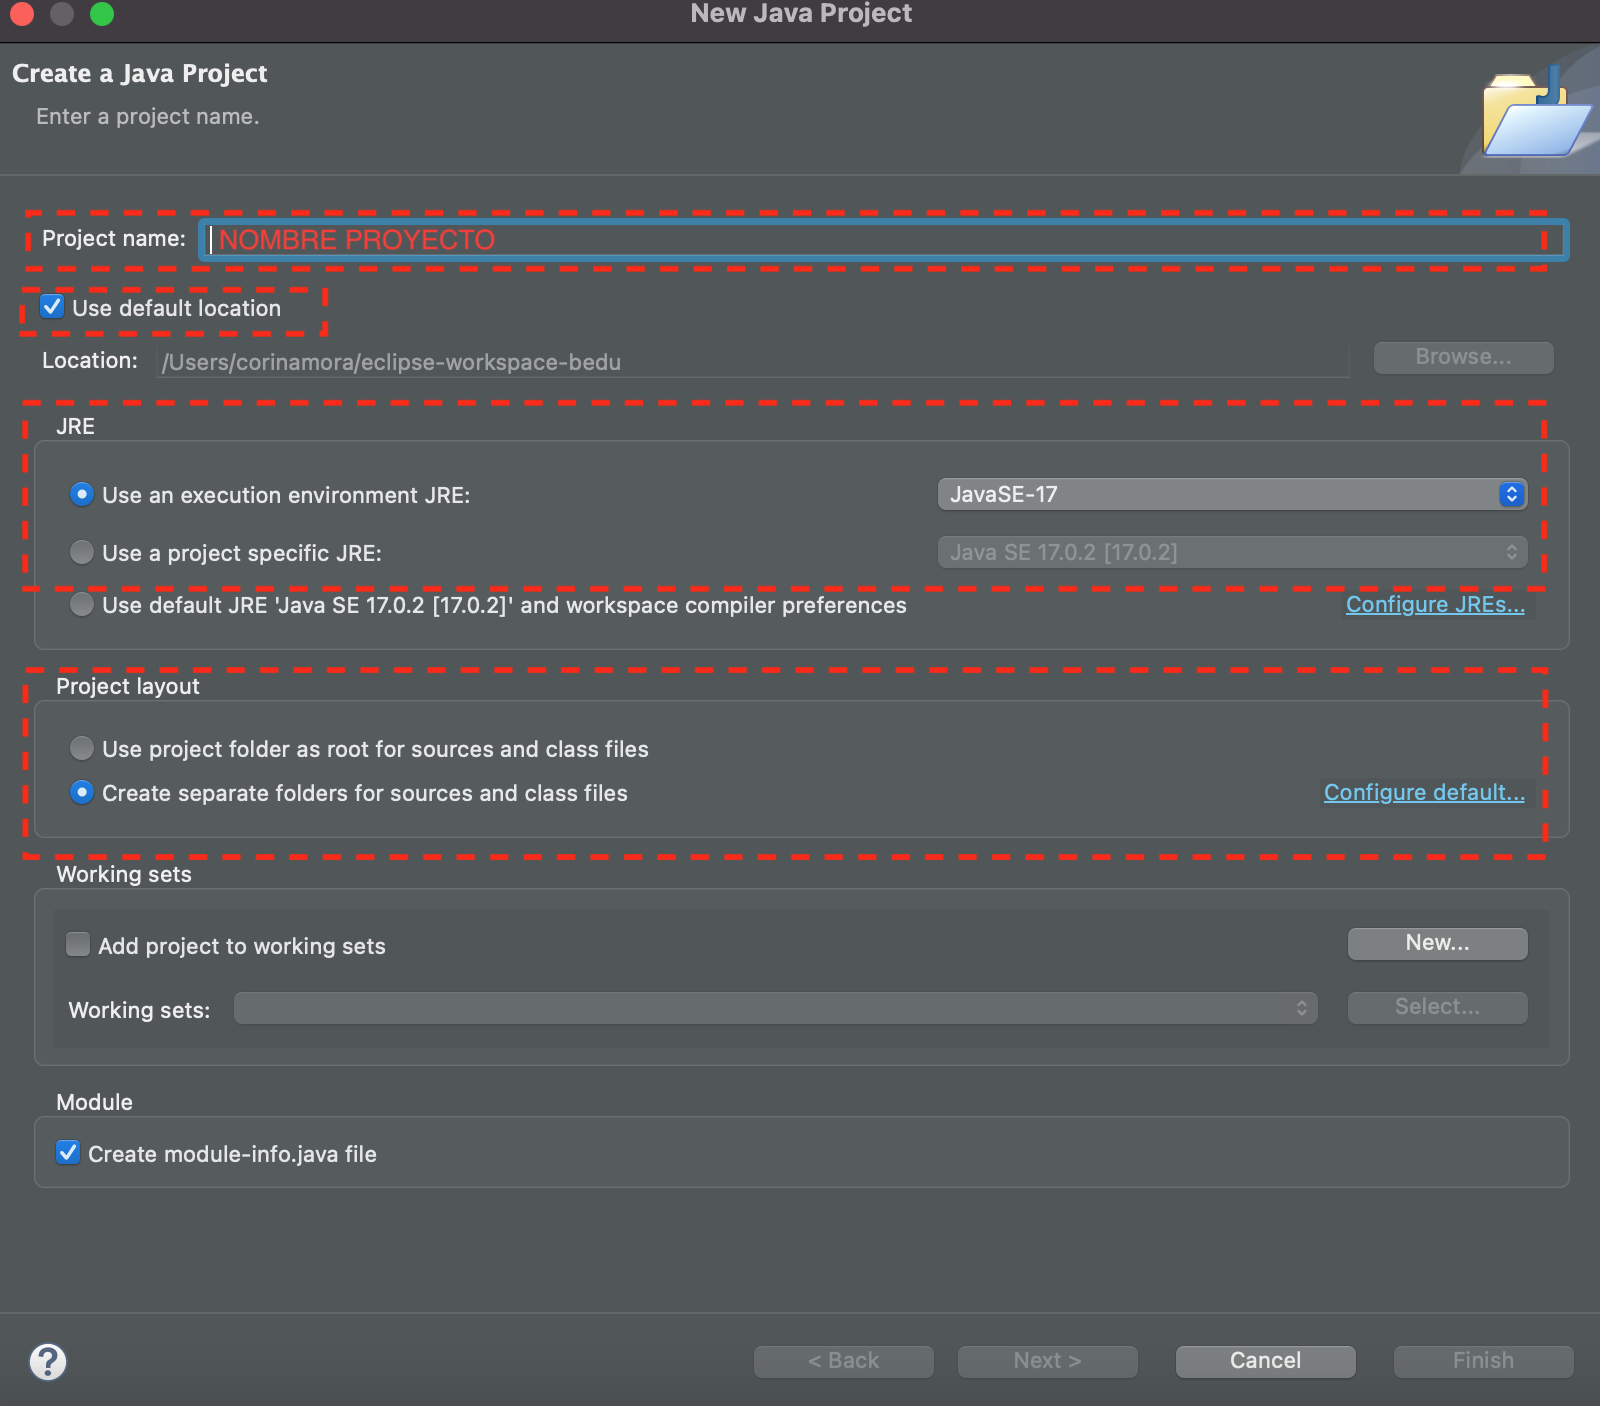 New Java Project
Create a Java Project
Enter a project name.
Project name: NOMBRE PROYECTO
Use default location
Location: /Users/corinamora/eclipse-workspace-bedu Browse...
JRE
Use an execution environment JRE: JavaSE-17
Use a project specific JRE: Java SE 17.0.2 [17.0.2]
Use default JRE 'Java SE 17.0.2 [17.0.2]' and workspace compiler preferences Configure JREs...
Project layout
Use project folder as root for sources and class files
Create separate folders for sources and class files Configure default...
Working sets
Add project to working sets New...
Working sets: Select...
Module
Create module-info.java file
? < Back Next > Cancel Finish